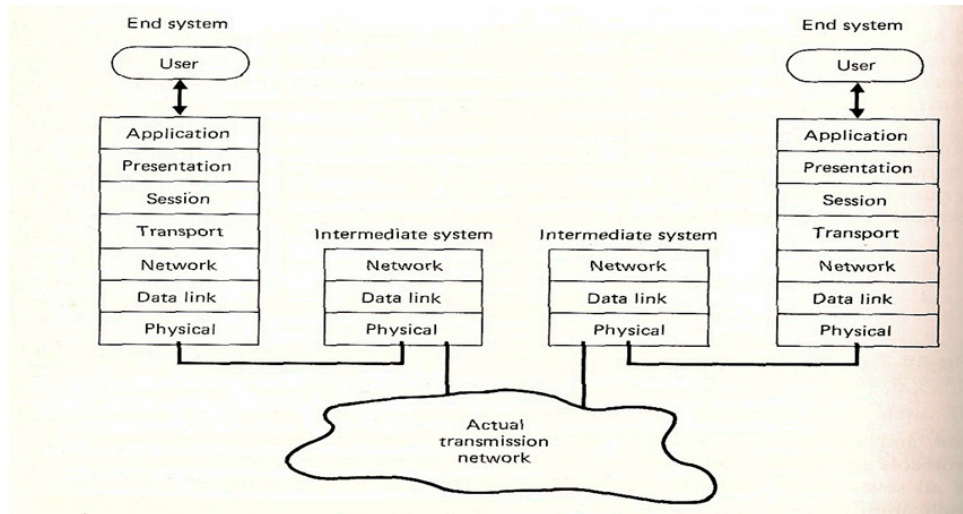 End system
User
Application
Presentation
Session
Transport
Network
Data link
Physical
Intermediate system
Network
Data link
Physical
Intermediate system
Network
Data link
Physical
End system
User
Application
Presentation
Session
Transport
Network
Data link
Physical
Actual
transmission
network